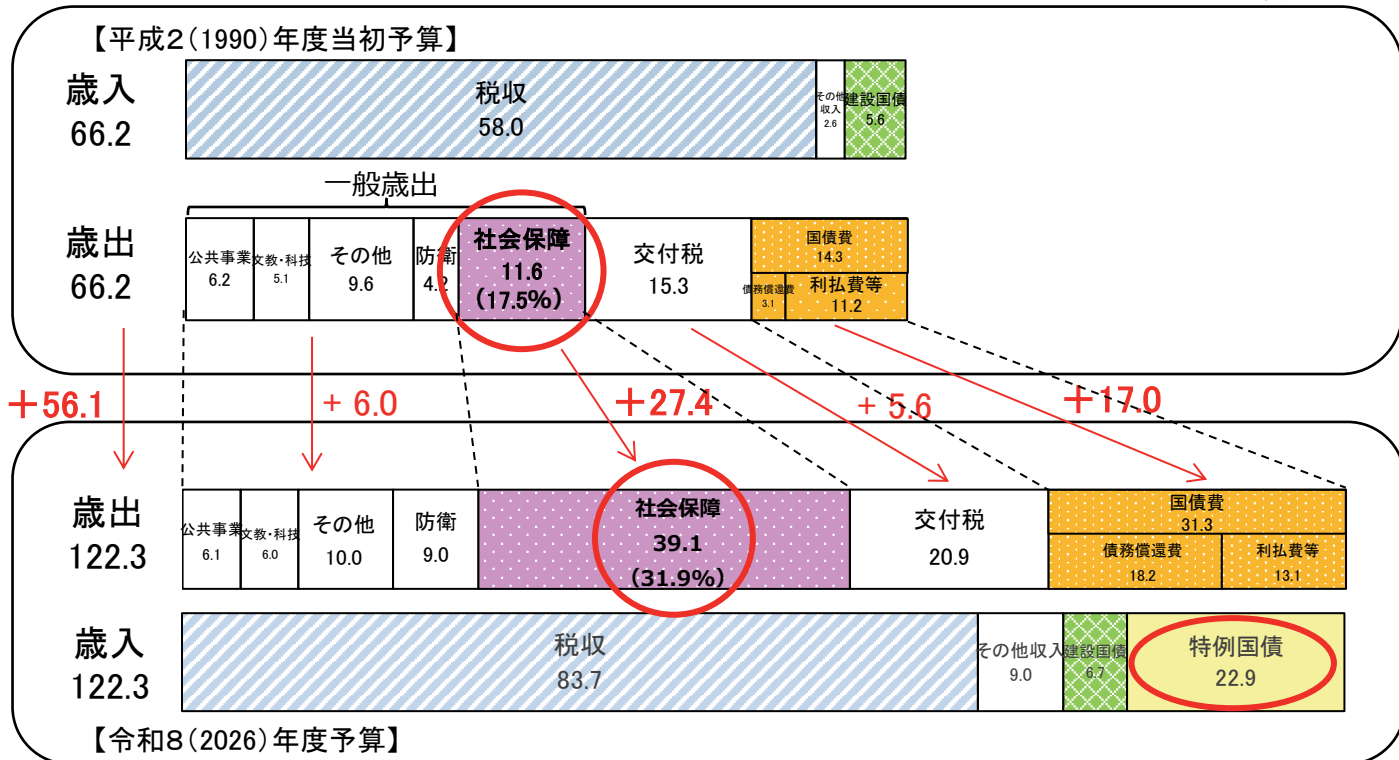 【平成2(1990)年度当初予算】
歳入
66.2
税収
58.0
その他
収入
2.6
建設国債
5.6
一般歳出
歳出
66.2
公共事業
6.2
文教・科技
5.1
その他
9.6
防衛
4.2
社会保障
11.6
(17.5%)
交付税
15.3
国債費
14.3
債務償還費
3.1
利払費等
11.2
+56.1
+ 6.0
+27.4
+ 5.6
+17.0
歳出
122.3
公共事業
6.1
文教・科技
6.0
その他
10.0
防衛
9.0
社会保障
39.1
(31.9%)
交付税
20.9
国債費
31.3
債務償還費
18.2
利払費等
13.1
歳入
122.3
税収
83.7
その他収入
9.0
建設国債
6.7
特例国債
22.9
【令和8(2026)年度予算】